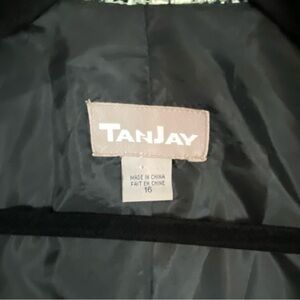 TANJAY
MADE IN CHINA
FAIT EN CHINE
16